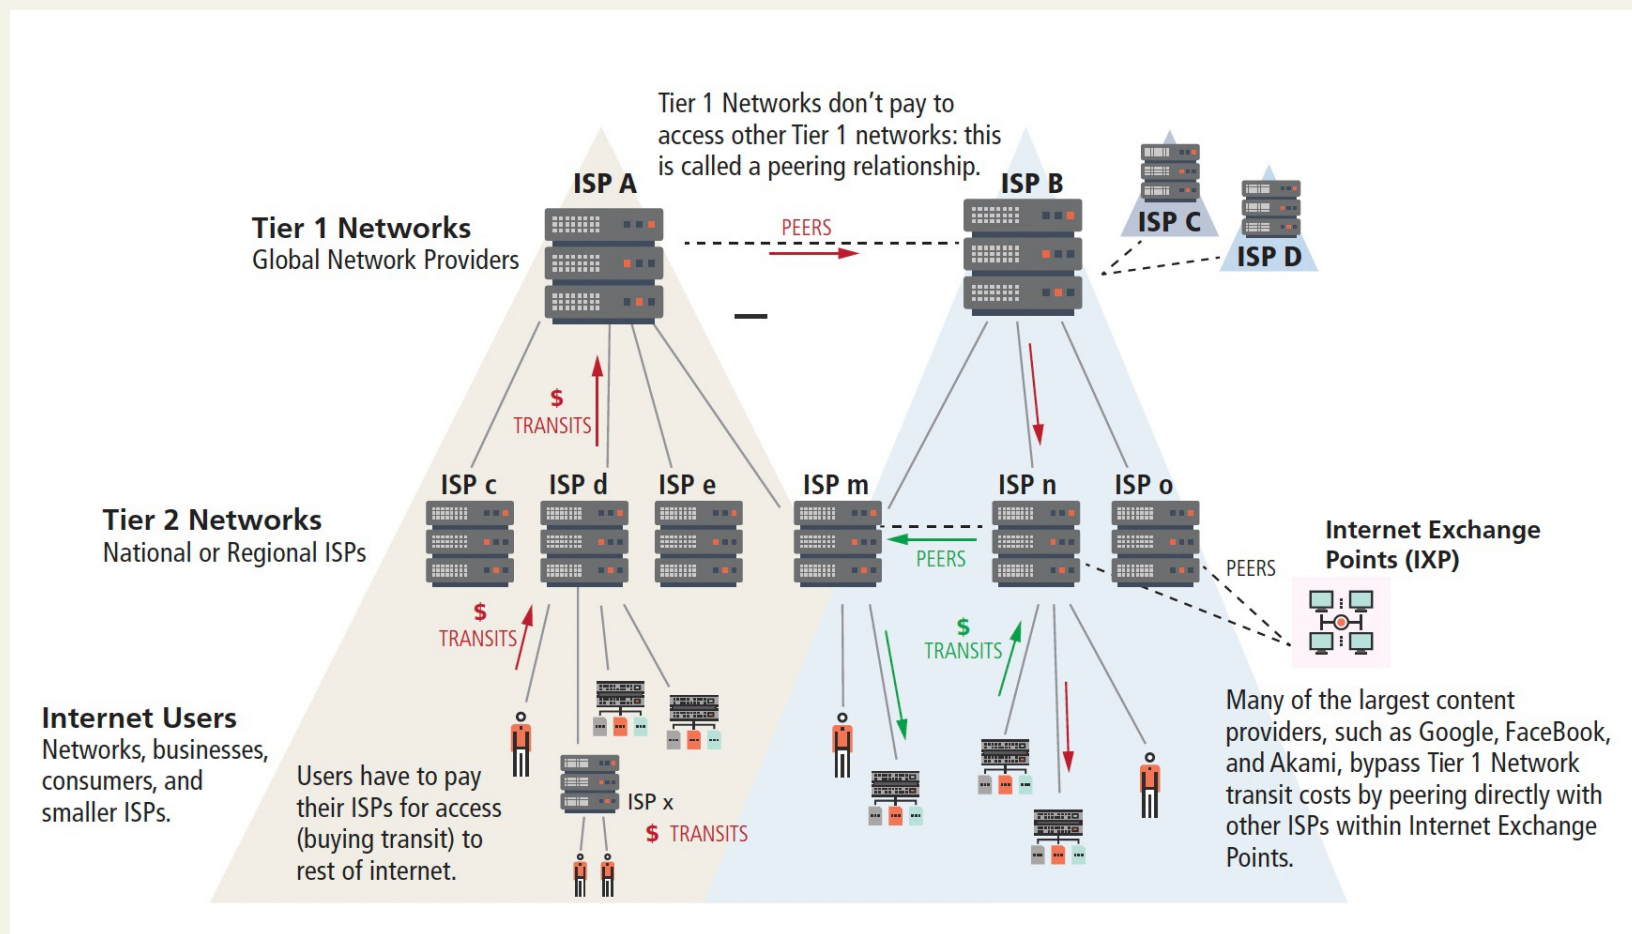 Tier 1 Networks don't pay to
access other Tier 1 networks: this
is called a peering relationship.
ISP A
ISP B
ISP C
ISP D
Tier 1 Networks
Global Network Providers
PEERS
$
TRANSITS
ISP c
ISP d
ISP e
ISP m
ISP n
ISP o
Tier 2 Networks
National or Regional ISPs
PEERS
Internet Exchange
Points (IXP)
PEERS
$
TRANSITS
$
TRANSITS
Internet Users
Networks, businesses,
consumers, and
smaller ISPs.
Users have to pay
their ISPs for access
(buying transit) to
rest of internet.
ISP x
$ TRANSITS
Many of the largest content
providers, such as Google, FaceBook,
and Akami, bypass Tier 1 Network
transit costs by peering directly with
other ISPs within Internet Exchange
Points.